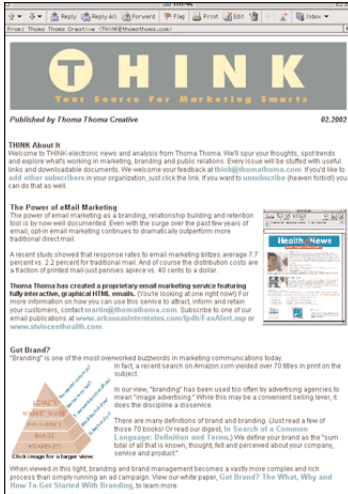 Reply Reply All Forward Flag Print Edit Inbox
From: Thoma Thoma Creative (THINK@thomathoma.com)
THINK
Your Source For Marketing Smarts
Published by Thoma Thoma Creative 02.2002
THINK About It
Welcome to THINK-electronic news and analysis from Thoma Thoma. We'll spur your thoughts, spot trends
and explore what's working in marketing, branding and public relations. Every issue will be stuffed with useful
links and downloadable documents. We welcome your feedback at think@thomathoma.com. If you'd like to
add other subscribers in your organization, just click the link. If you want to unsubscribe (heaven forbid!) you
can do that as well.
The Power of eMail Marketing
The power of email marketing as a branding, relationship building and retention
tool is by now well documented. Even with the surge over the past few years of
email, opt-in email marketing continues to dramatically outperform more
traditional direct mail.
A recent study showed that response rates to email marketing blitzes average 7.7
percent vs. 2.2 percent for traditional mail. And of course the distribution costs are
a fraction of printed mail-just pennies apiece vs. 40 cents to a dollar.
Thoma Thoma has created a proprietary email marketing service featuring
fully interactive, graphical HTML emails. (You're looking at one right now!) For
more information on how you can use this service to attract, inform and retain
your customers, contact martin@thomathoma.com. Subscribe to one of our
email publications at www.arkansasinterstates.com/fpdb/FaxAlert.asp or
www.stvincenthealth.com.
Health News
Got Brand?
"Branding" is one of the most overworked buzzwords in marketing communications today.
In fact, a recent search on Amazon.com yielded over 70 titles in print on the
subject.
In our view, "branding" has been used too often by advertising agencies to
mean "image advertising." While this may be a convenient selling lever, it
does the discipline a disservice.
There are many definitions of brand and branding. (Just read a few of
those 70 books! Or read our digest, In Search of a Common
Language: Definition and Terms.) We define your brand as the "sum
total of all that is known, thought, felt and perceived about your company,
service and product."
LOYALTY
PREFERENCE
IMAGE
AWARENESS
Click image for a larger view.
When viewed in this light, branding and brand management becomes a vastly more complex and rich
process than simply running an ad campaign. View our white paper, Got Brand? The What, Why and
How To Get Started With Branding, to learn more.